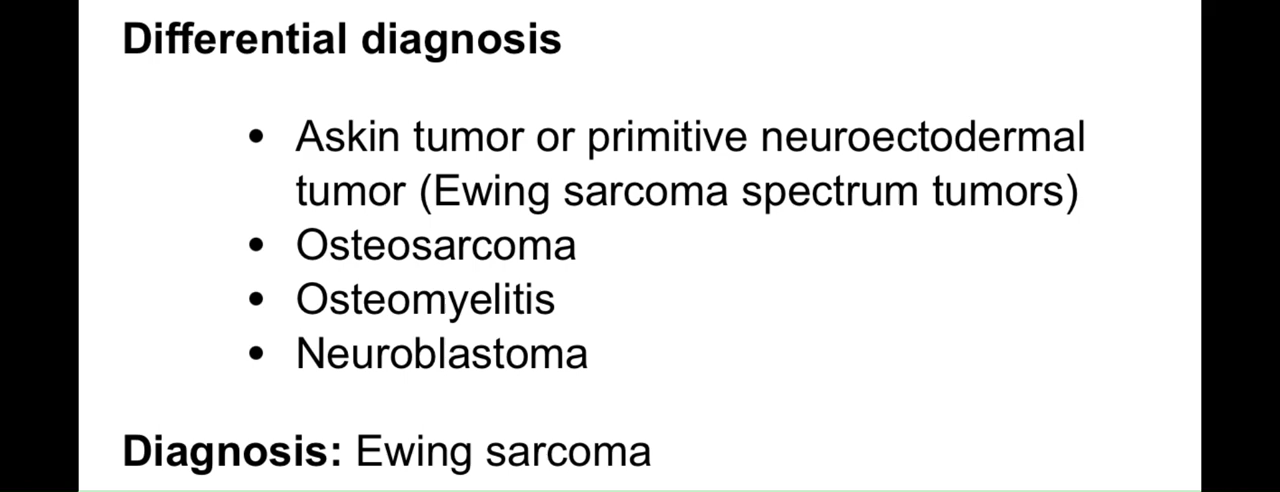 Differential diagnosis
• Askin tumor or primitive neuroectodermal
tumor (Ewing sarcoma spectrum tumors)
• Osteosarcoma
• Osteomyelitis
• Neuroblastoma
Diagnosis: Ewing sarcoma